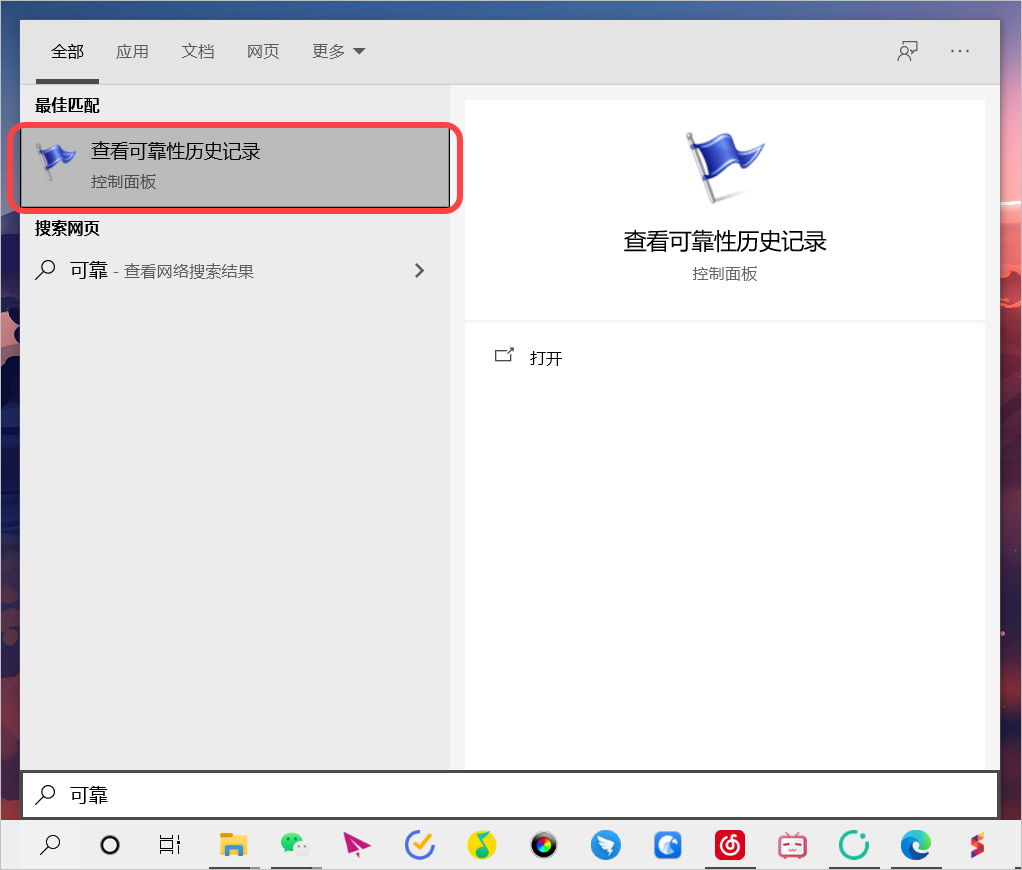 全部 应用 文档 网页 更多
最佳匹配
查看可靠性历史记录
控制面板
搜索网页
可靠 - 查看网络搜索结果
查看可靠性历史记录
控制面板
打开
可靠